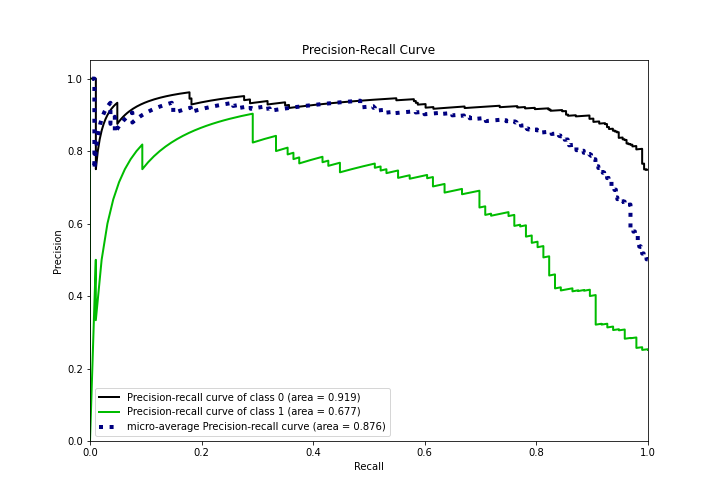 Precision-Recall Curve
1.0
0.8
0.6
0.4
0.2
0.0
Precision
Precision-recall curve of class 0 (area = 0.919)
Precision-recall curve of class 1 (area = 0.677)
micro-average Precision-recall curve (area = 0.876)
0.0 0.2 0.4 0.6 0.8 1.0
Recall